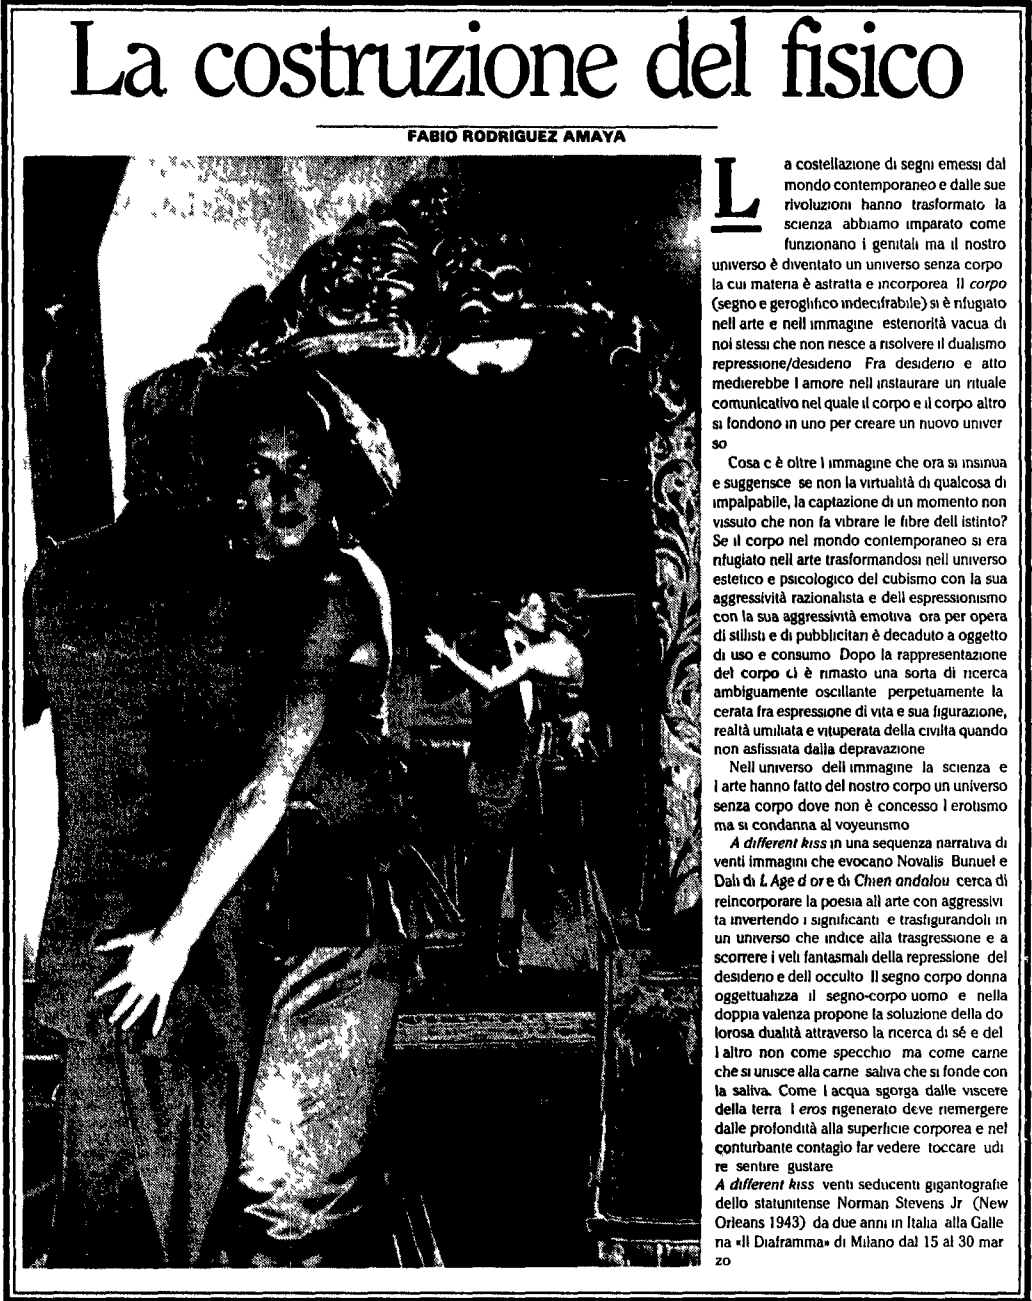 La costruzione del fisico
FABIO RODRIGUEZ AMAYA
La costellazione di segni emessi dal
mondo contemporaneo e dalle sue
rivoluzioni hanno trasformato la
scienza abbiamo imparato come
funzionano i genitali ma il nostro
universo è diventato un universo senza corpo
la cui materia è astratta e incorporea Il corpo
(segno e geroglifico indecifrabile) si è rifugiato
nell arte e nell immagine esteriorità vacua di
noi stessi che non riesce a risolvere il dualismo
repressione/desiderio Fra desiderio e atto
medierebbe l amore nell instaurare un rituale
comunicativo nel quale il corpo e il corpo altro
si fondono in uno per creare un nuovo univer
so
Cosa c è oltre l immagine che ora si insinua
e suggerisce se non la virtualità di qualcosa di
impalpabile, la captazione di un momento non
vissuto che non fa vibrare le fibre dell istinto?
Se il corpo nel mondo contemporaneo si era
rifugiato nell arte trasformandosi nell universo
estetico e psicologico del cubismo con la sua
aggressività razionalista e dell espressionismo
con la sua aggressività emotiva ora per opera
di stilisti e di pubblicitari è decaduto a oggetto
di uso e consumo Dopo la rappresentazione
del corpo ci è rimasto una sorta di ricerca
ambiguamente oscillante perpetuamente la
cerata fra espressione di vita e sua figurazione,
realtà umiliata e vituperata della civiltà quando
non asfissiata dalla depravazione
Nell universo dell immagine la scienza e
l arte hanno fatto del nostro corpo un universo
senza corpo dove non è concesso l erotismo
ma si condanna al voyeurismo
A different kiss in una sequenza narrativa di
venti immagini che evocano Novalis Bunuel e
Dalì di L Age d or e di Chien andalou cerca di
reincorporare la poesia all arte con aggressivi
tà invertendo i significanti e trasfigurandoli in
un universo che indice alla trasgressione e a
scorrere i veli fantasmali della repressione del
desiderio e dell occulto Il segno corpo donna
oggettualizza il segno-corpo uomo e nella
doppia valenza propone la soluzione della do
lorosa dualità attraverso la ricerca di sé e del
l altro non come specchio ma come carne
che si unisce alla carne saliva che si fonde con
la saliva. Come l acqua sgorga dalle viscere
della terra l eros rigenerato deve riemergere
dalle profondità alla superficie corporea e nel
conturbante contagio far vedere toccare udi
re sentire gustare
A different kiss venti seducenti gigantografie
dello statunitense Norman Stevens Jr (New
Orleans 1943) da due anni in Italia alla Galle
ria «Il Diaframma» di Milano dal 15 al 30 mar
zo